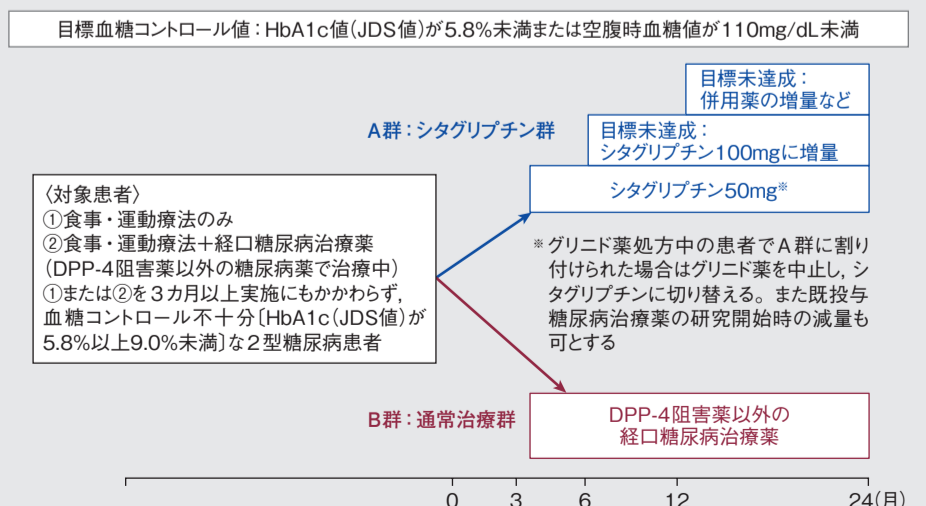 目標血糖コントロール値：HbA1c値（JDS値）が5.8％未満または空腹時血糖値が110mg/dL未満
目標未達成：
併用薬の増量など
A群：シタグリプチン群
目標未達成：
シタグリプチン100mgに増量
シタグリプチン50mg※
〈対象患者〉
①食事・運動療法のみ
②食事・運動療法＋経口糖尿病治療薬
（DPP-4阻害薬以外の糖尿病薬で治療中）
①または②を３カ月以上実施にもかかわらず，
血糖コントロール不十分〔HbA1c（JDS値）が
5.8％以上9.0％未満〕な２型糖尿病患者
※グリニド薬処方中の患者でA群に割り
付けられた場合はグリニド薬を中止し，シ
タグリプチンに切り替える。また既投与
糖尿病治療薬の研究開始時の減量も
可とする
B群：通常治療群
DPP-4阻害薬以外の
経口糖尿病治療薬
0 3 6 12 24（月）